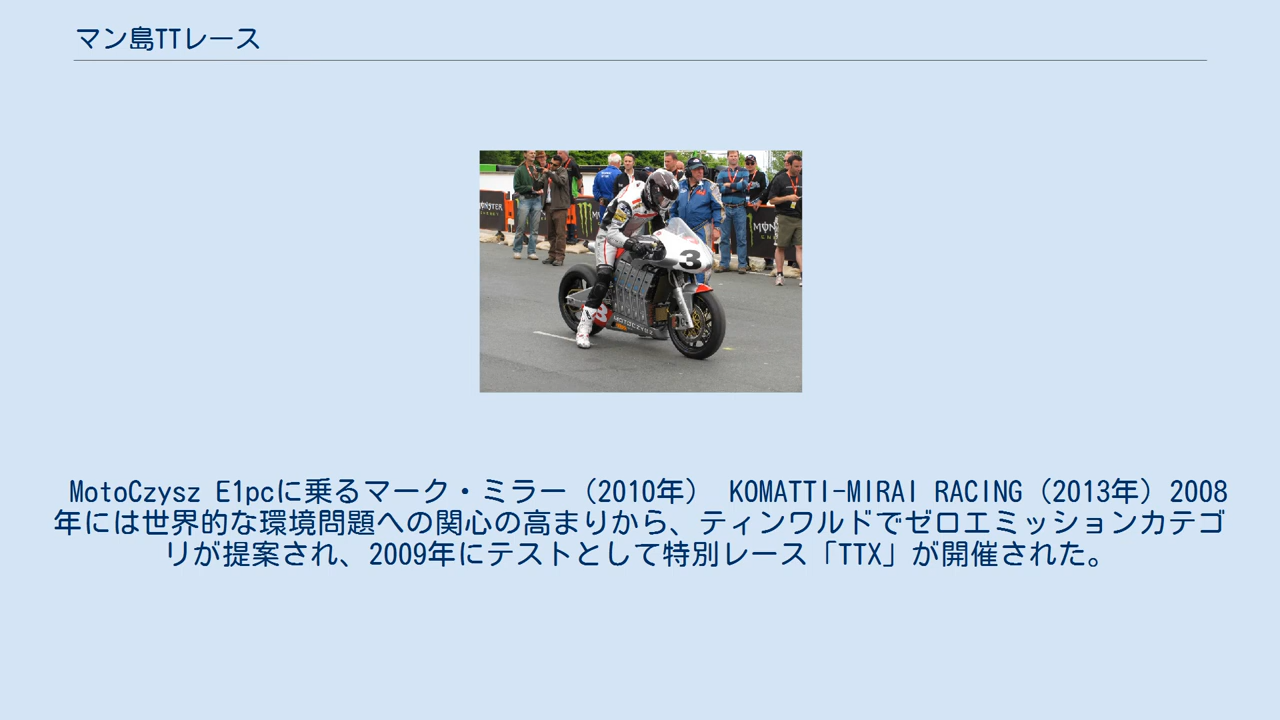 マン島TTレース
MONSTER
ENERGY
3
MOTOCZYSZ
MotoCzysz E1pcに乗るマーク・ミラー（2010年） KOMATTI-MIRAI RACING（2013年）2008
年には世界的な環境問題への関心の高まりから、ティンワルドでゼロエミッションカテゴ
リが提案され、2009年にテストとして特別レース「TTX」が開催された。